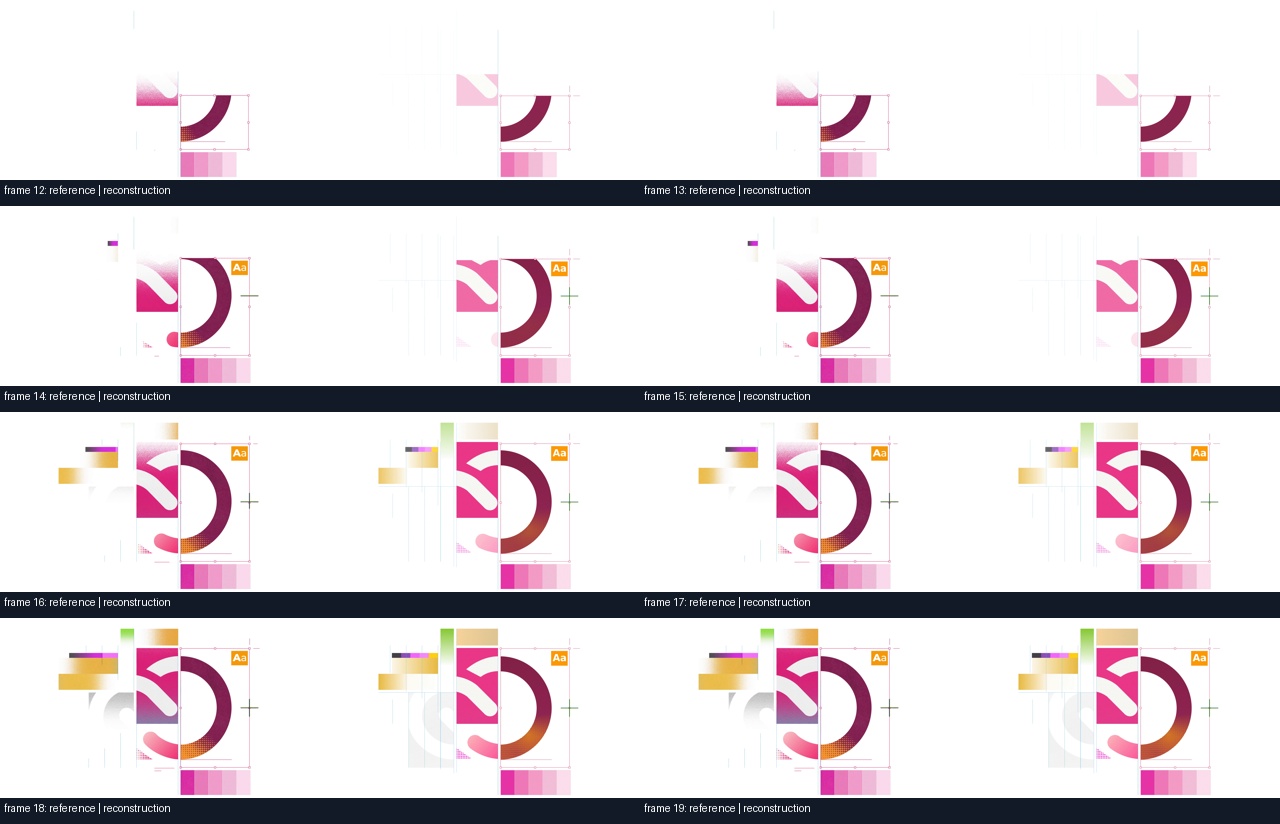 frame 12: reference | reconstruction
frame 13: reference | reconstruction
Aa
Aa
Aa
Aa
frame 14: reference | reconstruction
frame 15: reference | reconstruction
Aa
Aa
Aa
Aa
frame 16: reference | reconstruction
frame 17: reference | reconstruction
Aa
Aa
Aa
Aa
frame 18: reference | reconstruction
frame 19: reference | reconstruction